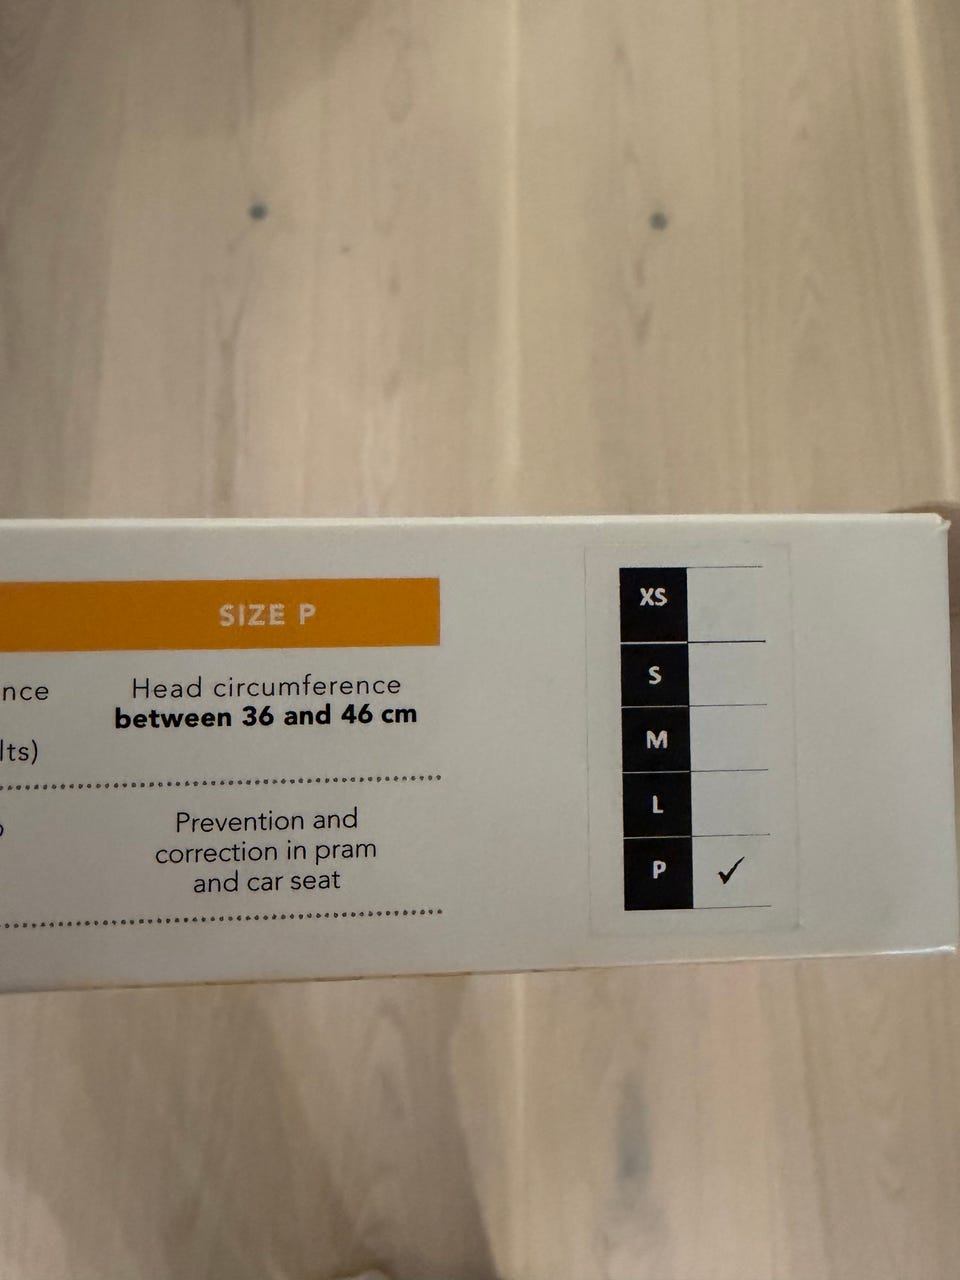 SIZE P
nce
Head circumference
between 36 and 46 cm
lts)
Prevention and
correction in pram
and car seat
XS
S
M
L
P ✓